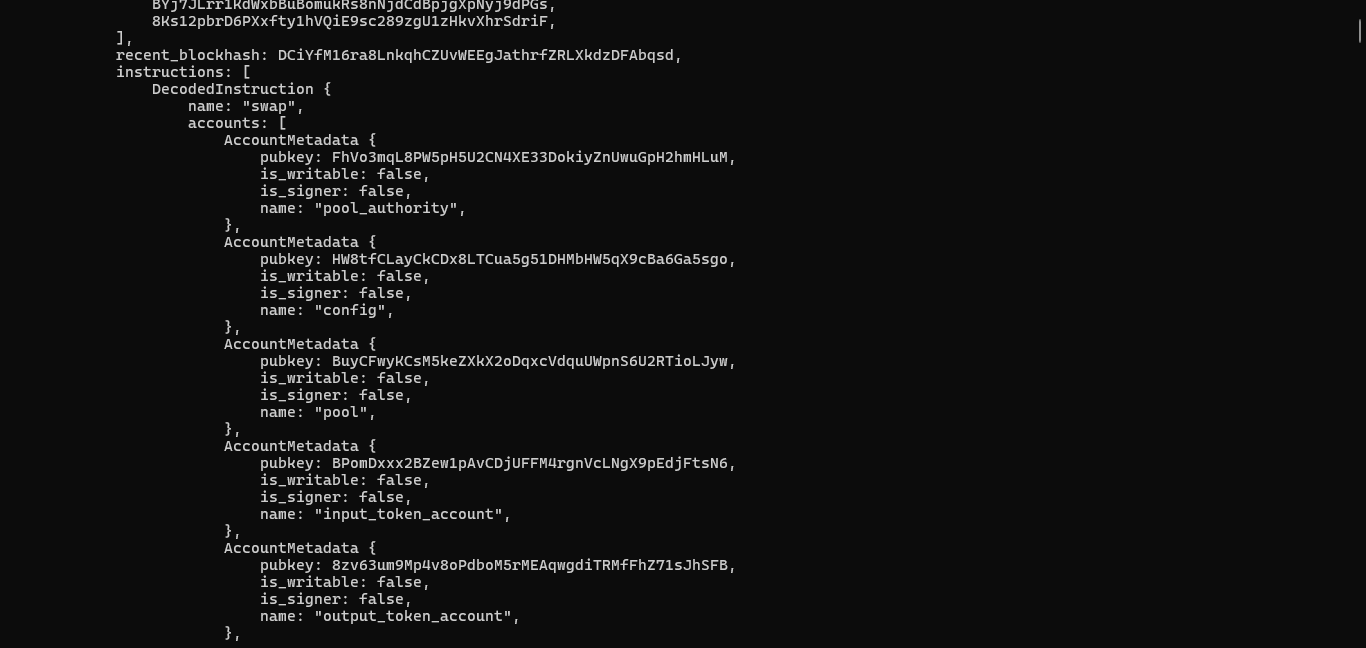 BYj7JLrr1KdWxbBuBomukRs8nNjdCdBpjgXpNyj9dPGs,
8Ks12pbrD6PXxfty1hVQiE9sc289zgU1zHkvXhrSdriF,
],
recent_blockhash: DCiYfM16ra8LnkqhCZUvWEEgJathrfZRLXkdzDFAbqsd,
instructions: [
DecodedInstruction {
name: "swap",
accounts: [
AccountMetadata {
pubkey: FhVo3mqL8PW5pH5U2CN4XE33DokiyZnUwuGpH2hmHLuM,
is_writable: false,
is_signer: false,
name: "pool_authority",
},
AccountMetadata {
pubkey: HW8tfCLayCkCDx8LTCua5g51DHMbHW5qX9cBa6Ga5sgo,
is_writable: false,
is_signer: false,
name: "config",
},
AccountMetadata {
pubkey: BuyCFwyKCsM5keZXkX2oDqxcVdquUWpnS6U2RTioLJyw,
is_writable: false,
is_signer: false,
name: "pool",
},
AccountMetadata {
pubkey: BPomDxxx2BZew1pAvCDjUFFM4rgnVcLNgX9pEdjFtsN6,
is_writable: false,
is_signer: false,
name: "input_token_account",
},
AccountMetadata {
pubkey: 8zv63um9Mp4v8oPdboM5rMEAqwgdiTRMfFhZ71sJhSFB,
is_writable: false,
is_signer: false,
name: "output_token_account",
},